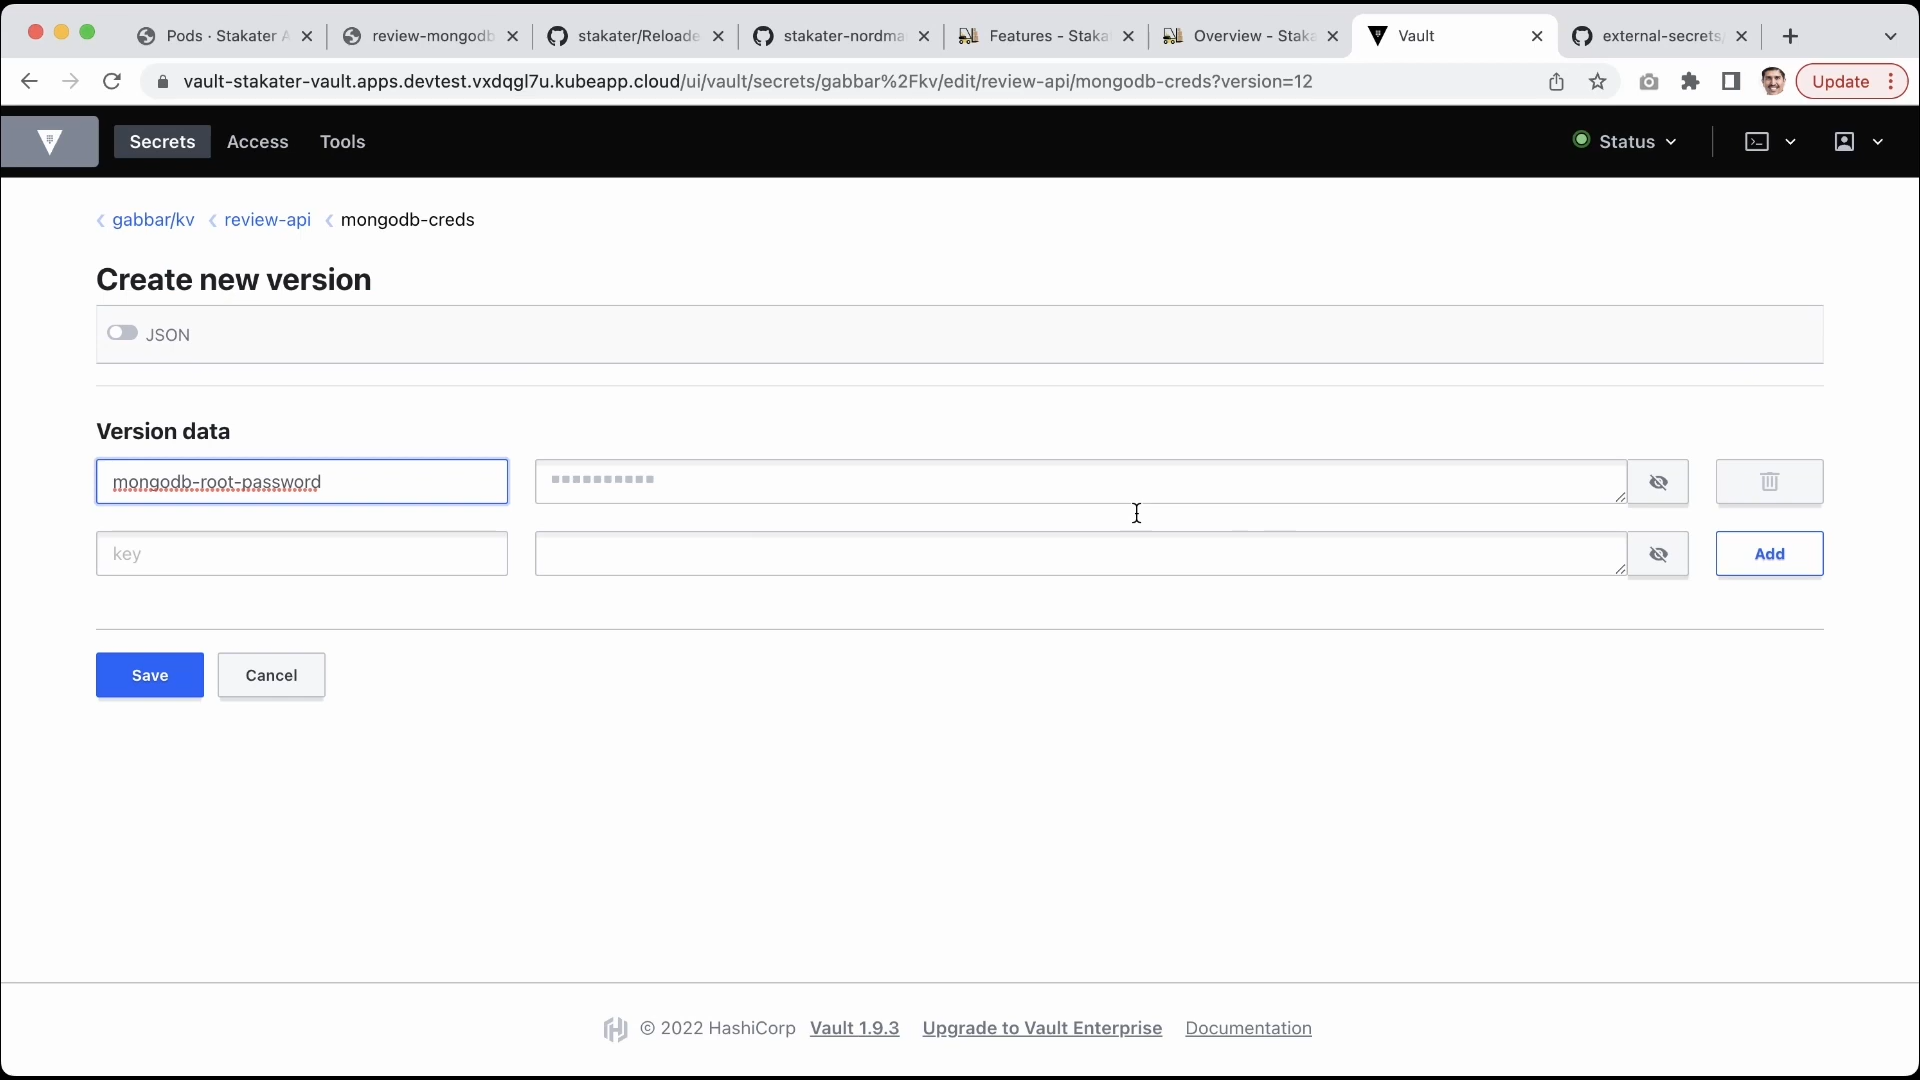 Pods · Stakater A
review-mongodb
stakater/Reloade
stakater-nordma
Features - Staka
Overview - Staka
Vault
external-secrets/
vault-stakater-vault.apps.devtest.vxdqgl7u.kubeapp.cloud/ui/vault/secrets/gabbar%2Fkv/edit/review-api/mongodb-creds?version=12
Update
Secrets
Access
Tools
Status
gabbar/kv
review-api
mongodb-creds
Create new version
JSON
Version data
mongodb-root-password
key
Add
Save
Cancel
© 2022 HashiCorp
Vault 1.9.3
Upgrade to Vault Enterprise
Documentation